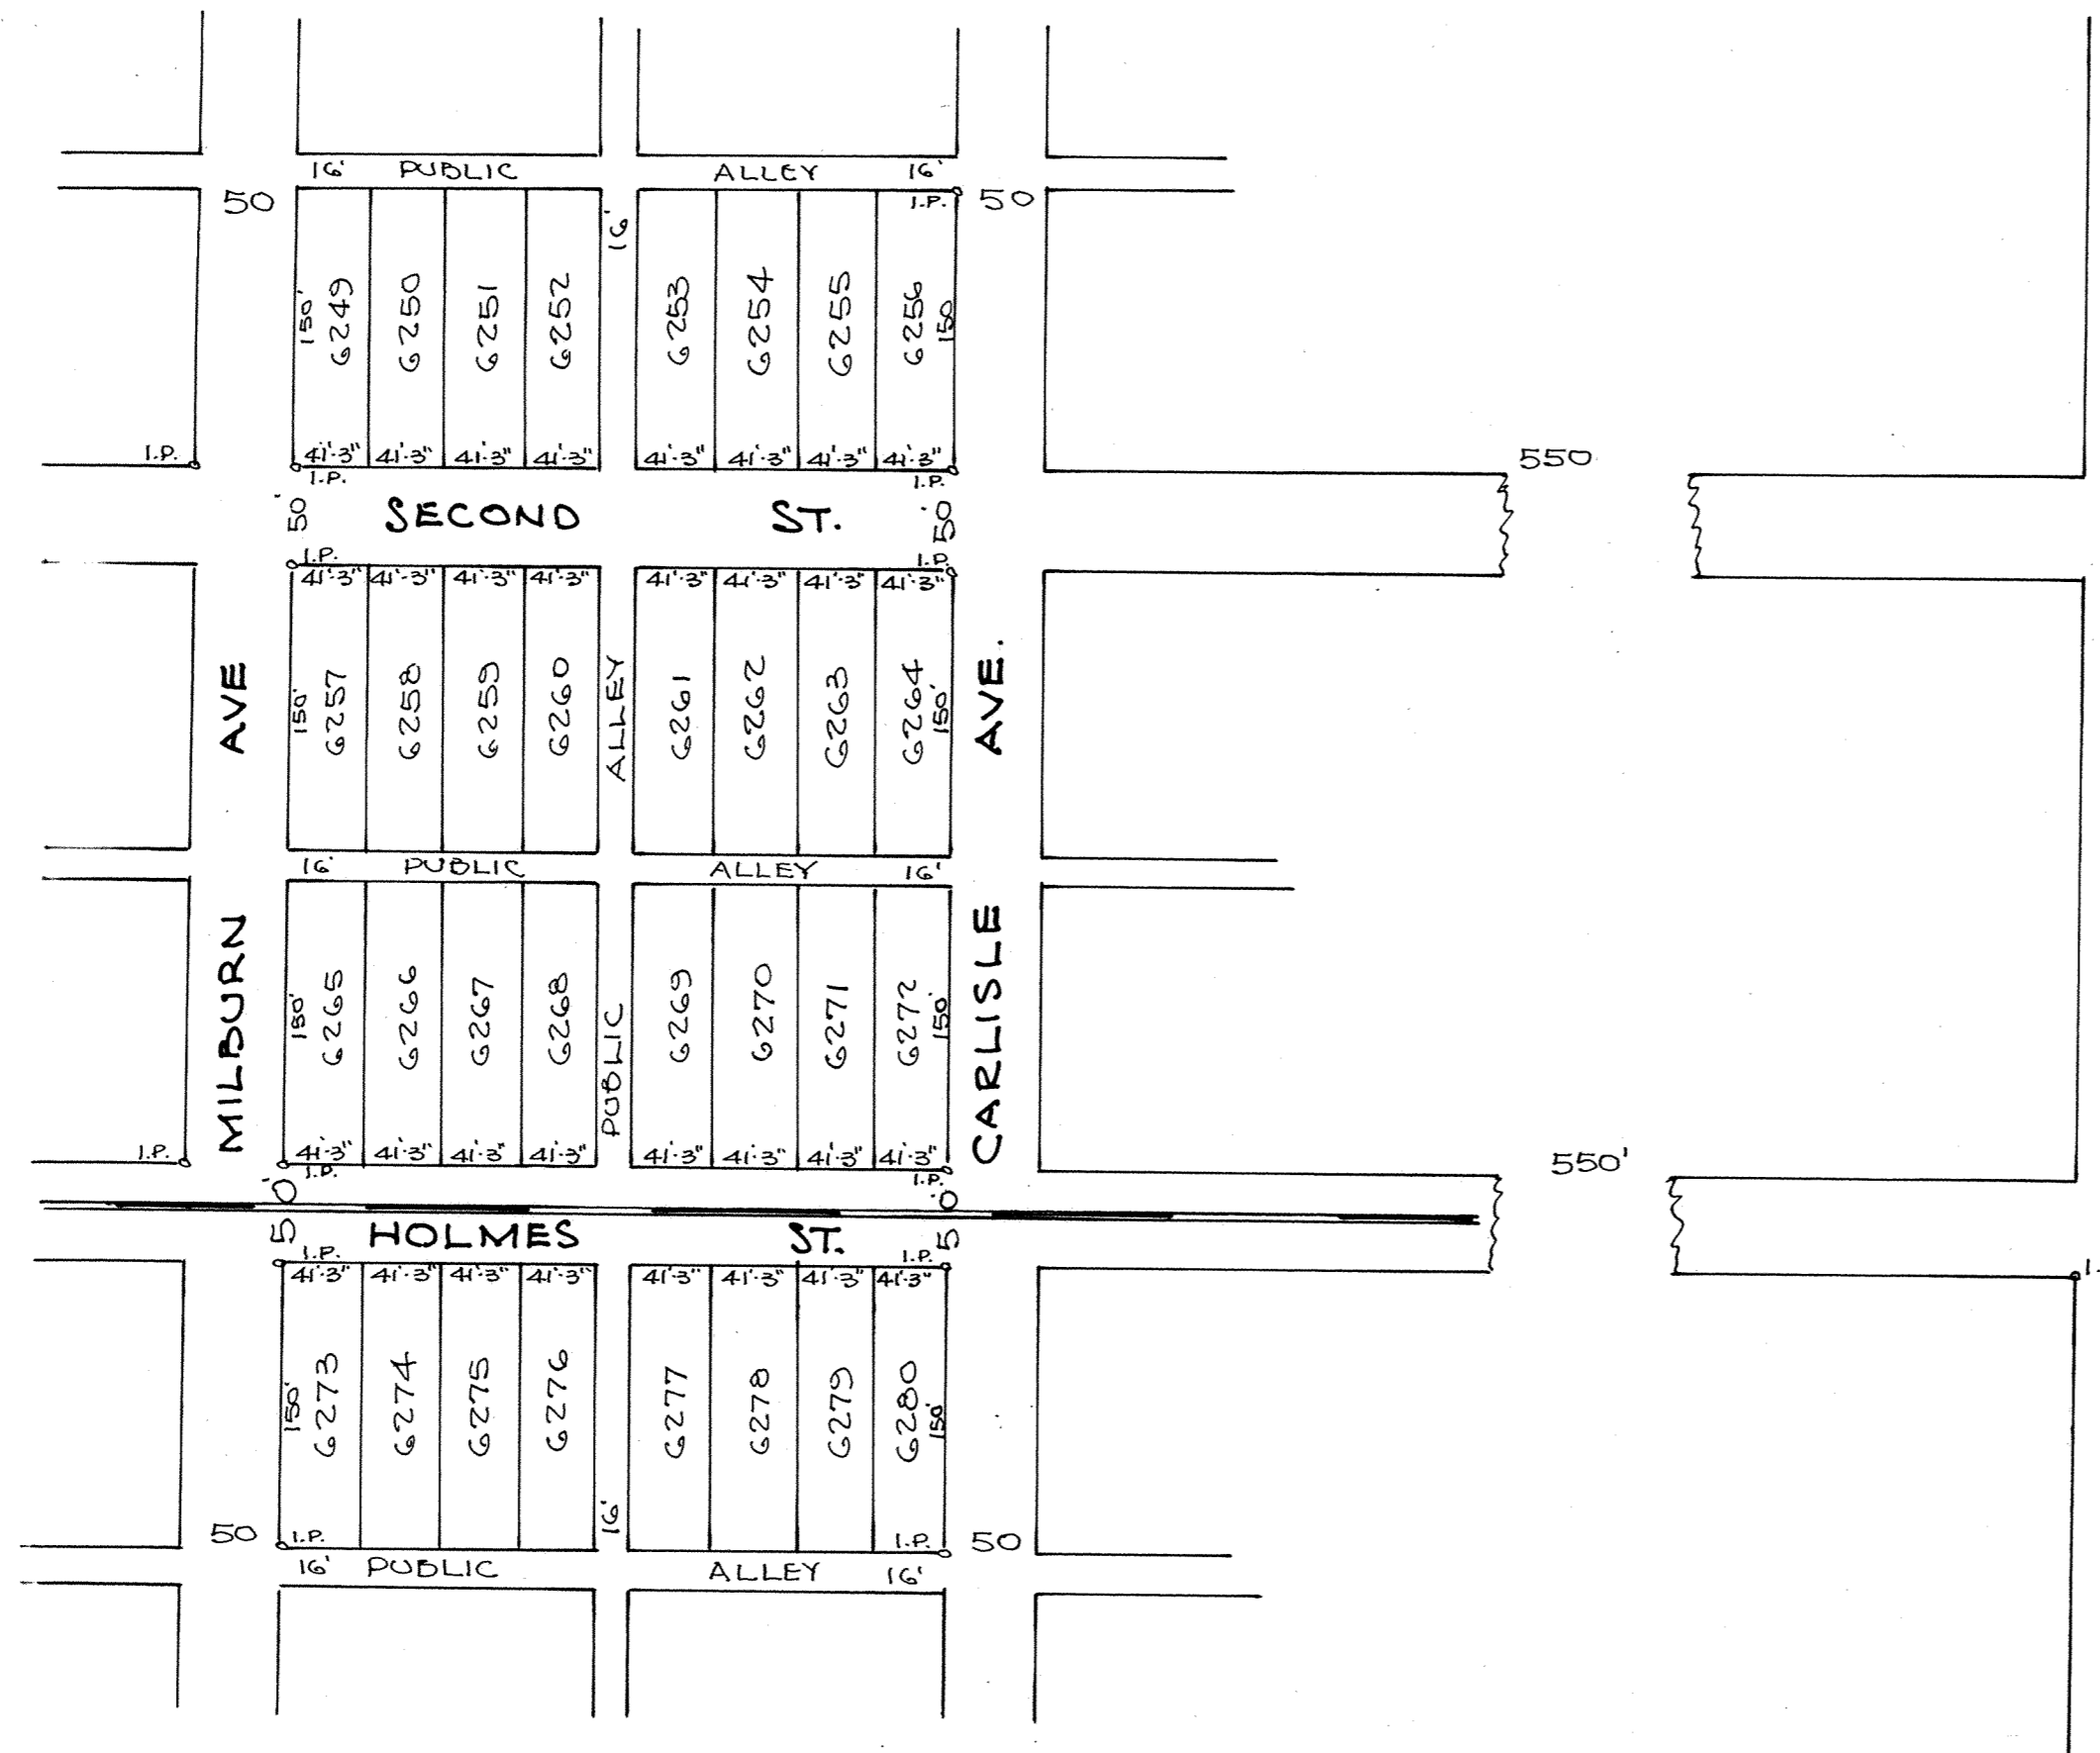 16' PUBLIC ALLEY 16'
50 16' I.P. 50
150' 6249 6250 6251 6252 6253 6254 6255 6256 150
I.P. 41'-3" 41'-3" 41'-3" 41'-3" 41'-3" 41'-3" 41'-3" 41'-3" 550
I.P. I.P.
50' SECOND ST. 50'
I.P. I.P.
41'-3" 41'-3" 41'-3" 41'-3" 41'-3" 41'-3" 41'-3" 41'-3"
150' 6257 6258 6259 6260 6261 6262 6263 6264 150'
MILBURN AVE
PUBLIC ALLEY
CARLISLE AVE.
16' PUBLIC ALLEY 16'
150' 6265 6266 6267 6268 6269 6270 6271 6272 150'
I.P. 41'-3" 41'-3" 41'-3" 41'-3" 41'-3" 41'-3" 41'-3" 41'-3" 550'
I.P. I.P.
50' HOLMES ST. 50'
I.P. I.P.
41'-3" 41'-3" 41'-3" 41'-3" 41'-3" 41'-3" 41'-3" 41'-3"
150' 6273 6274 6275 6276 6277 6278 6279 6280 150'
50 I.P. 16' I.P. 50
16' PUBLIC ALLEY 16'